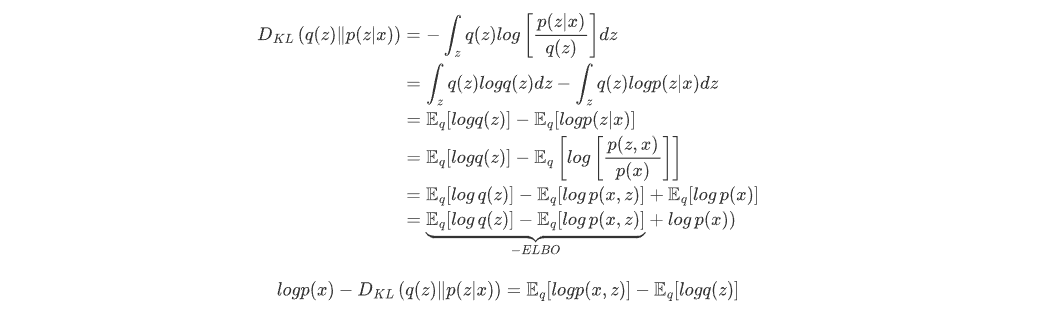 D_{KL} (q(z)‖p(z|x)) = − ∫_z q(z)log [ p(z|x) / q(z) ] dz
= ∫_z q(z)logq(z)dz − ∫_z q(z)logp(z|x)dz
= 𝔼_q[logq(z)] − 𝔼_q[logp(z|x)]
= 𝔼_q[logq(z)] − 𝔼_q [ log [ p(z, x) / p(x) ] ]
= 𝔼_q[log q(z)] − 𝔼_q[log p(x, z)] + 𝔼_q[log p(x)]
= 𝔼_q[log q(z)] − 𝔼_q[log p(x, z)] + log p(x))
−ELBO
logp(x) − D_{KL} (q(z)‖p(z|x)) = 𝔼_q[logp(x, z)] − 𝔼_q[logq(z)]